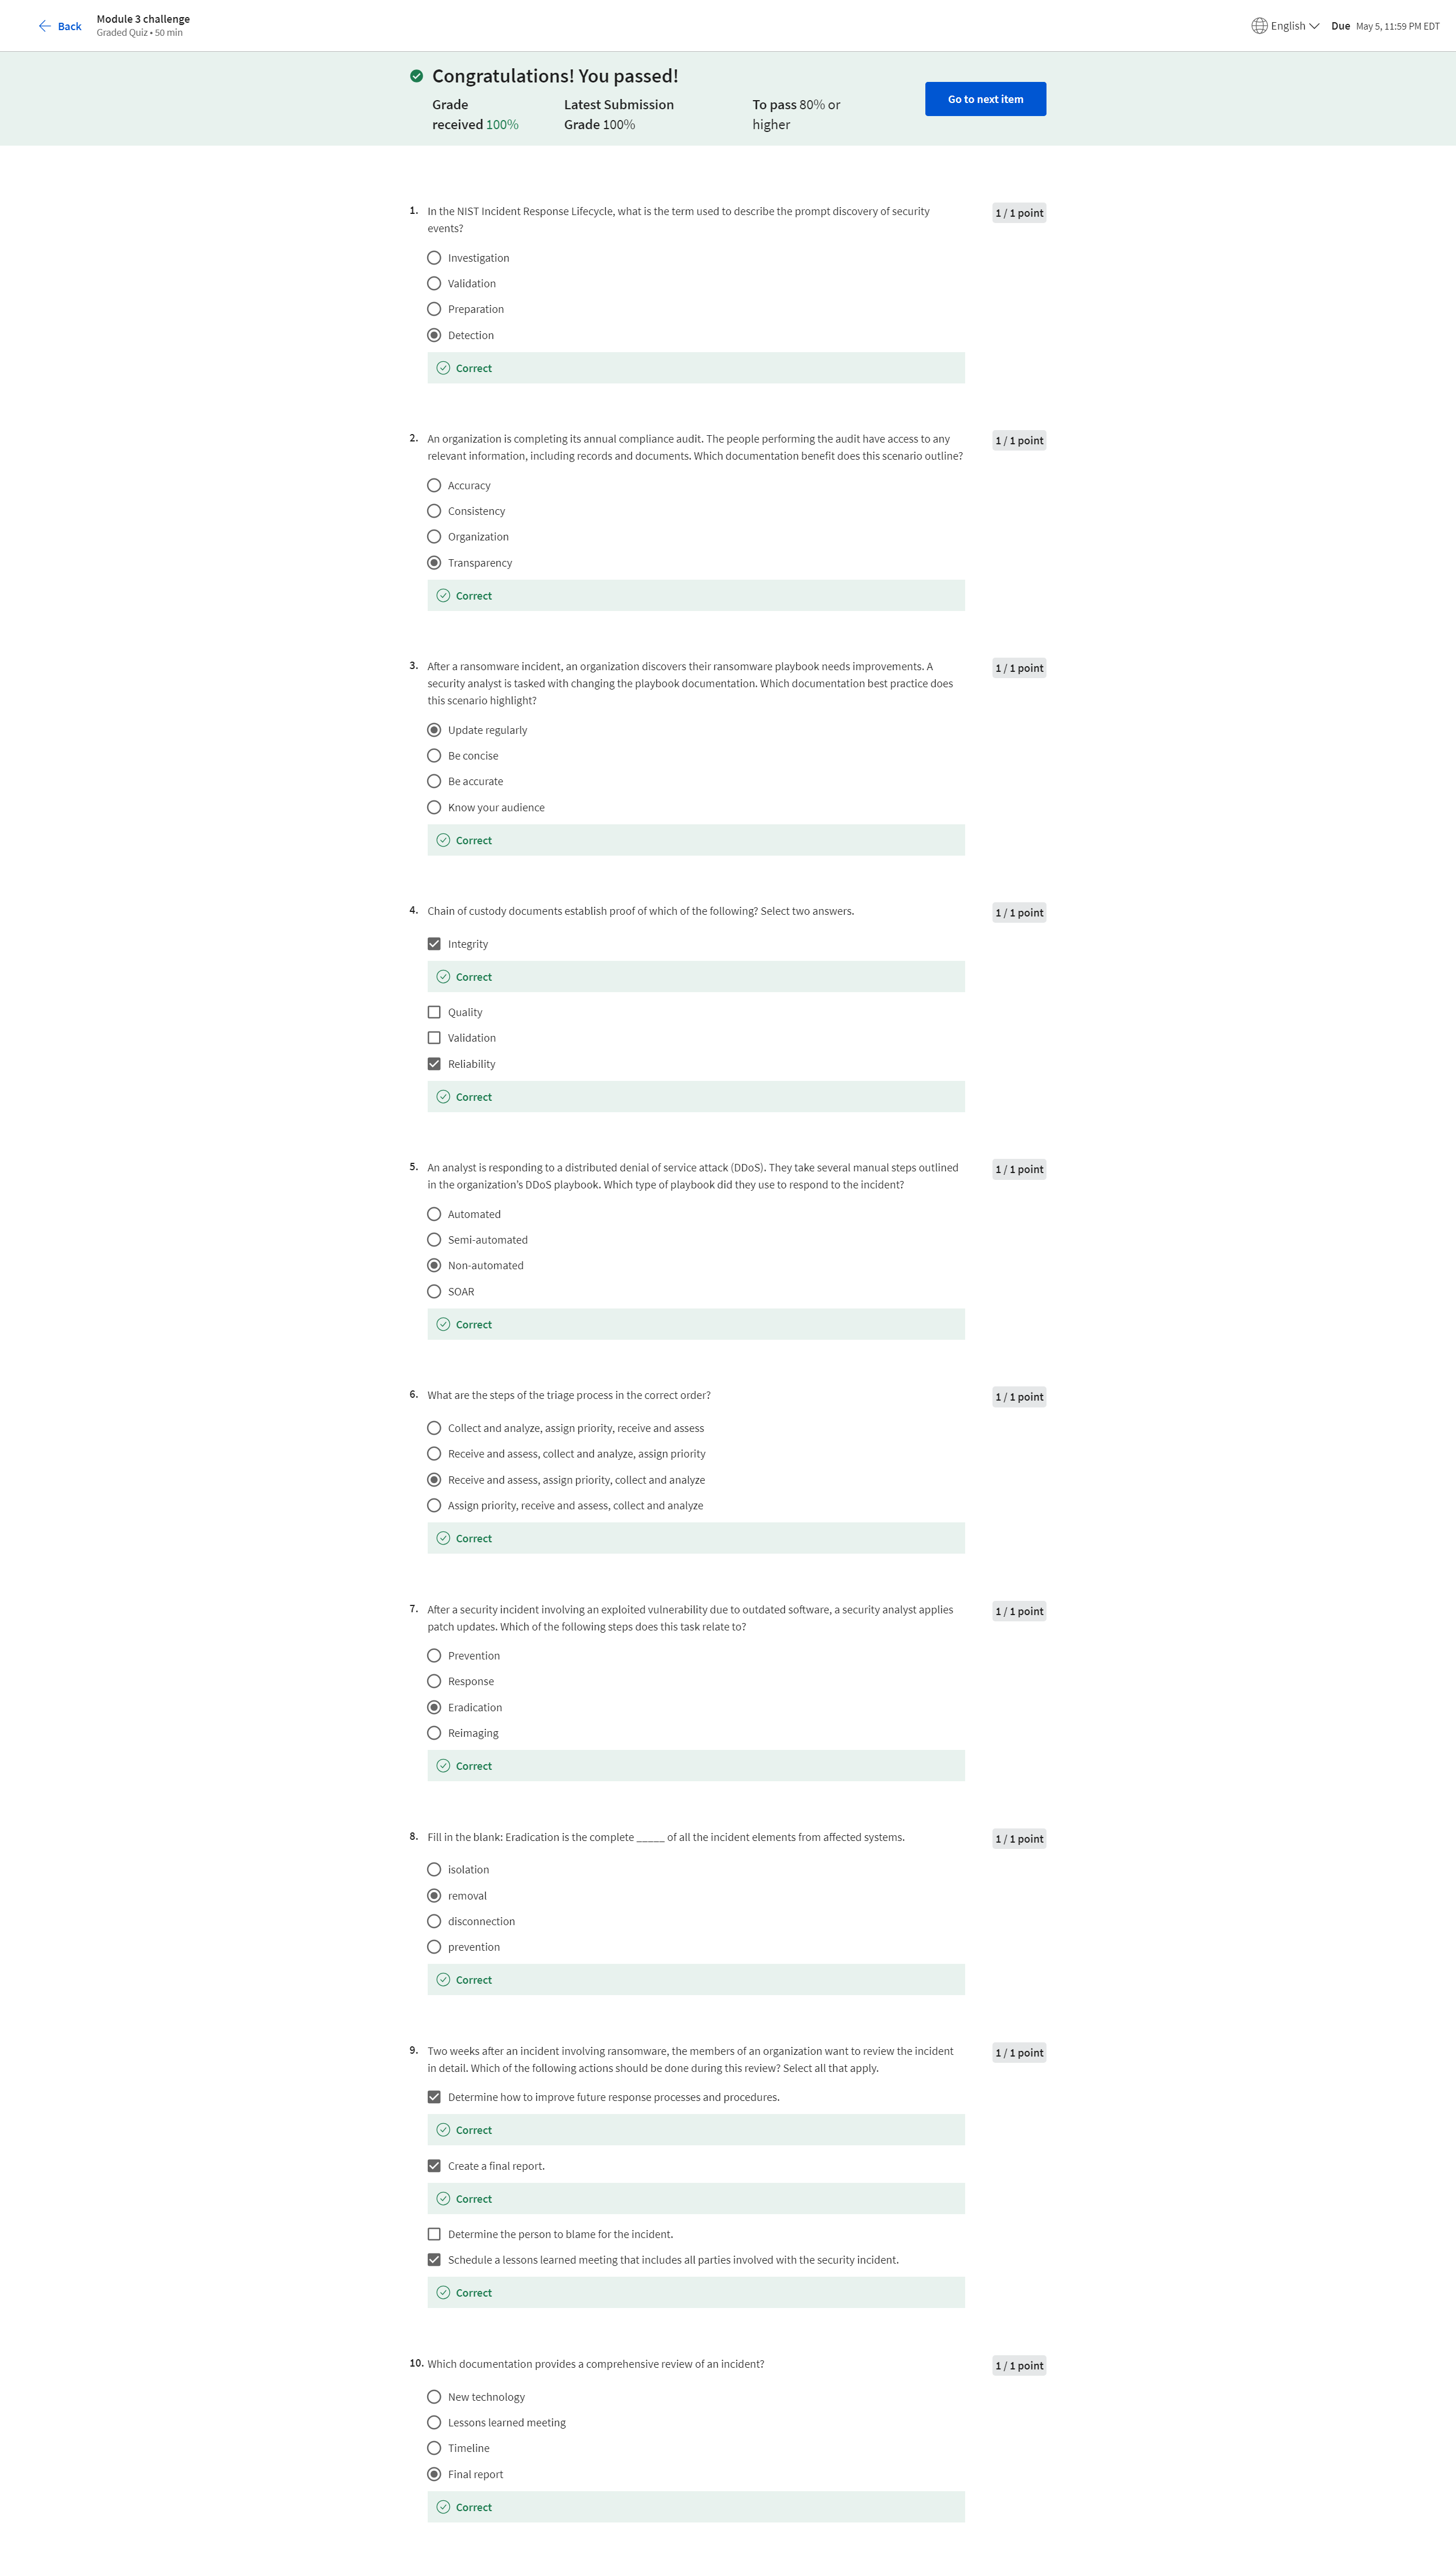 Back
Module 3 challenge
Graded Quiz • 50 min
English
Due May 5, 11:59 PM EDT
Congratulations! You passed!
Grade
received 100%
Latest Submission
Grade 100%
To pass 80% or
higher
Go to next item
1. In the NIST Incident Response Lifecycle, what is the term used to describe the prompt discovery of security
events?
1 / 1 point
Investigation
Validation
Preparation
Detection
Correct
2. An organization is completing its annual compliance audit. The people performing the audit have access to any
relevant information, including records and documents. Which documentation benefit does this scenario outline?
1 / 1 point
Accuracy
Consistency
Organization
Transparency
Correct
3. After a ransomware incident, an organization discovers their ransomware playbook needs improvements. A
security analyst is tasked with changing the playbook documentation. Which documentation best practice does
this scenario highlight?
1 / 1 point
Update regularly
Be concise
Be accurate
Know your audience
Correct
4. Chain of custody documents establish proof of which of the following? Select two answers.
1 / 1 point
Integrity
Correct
Quality
Validation
Reliability
Correct
5. An analyst is responding to a distributed denial of service attack (DDoS). They take several manual steps outlined
in the organization’s DDoS playbook. Which type of playbook did they use to respond to the incident?
1 / 1 point
Automated
Semi-automated
Non-automated
SOAR
Correct
6. What are the steps of the triage process in the correct order?
1 / 1 point
Collect and analyze, assign priority, receive and assess
Receive and assess, collect and analyze, assign priority
Receive and assess, assign priority, collect and analyze
Assign priority, receive and assess, collect and analyze
Correct
7. After a security incident involving an exploited vulnerability due to outdated software, a security analyst applies
patch updates. Which of the following steps does this task relate to?
1 / 1 point
Prevention
Response
Eradication
Reimaging
Correct
8. Fill in the blank: Eradication is the complete _____ of all the incident elements from affected systems.
1 / 1 point
isolation
removal
disconnection
prevention
Correct
9. Two weeks after an incident involving ransomware, the members of an organization want to review the incident
in detail. Which of the following actions should be done during this review? Select all that apply.
1 / 1 point
Determine how to improve future response processes and procedures.
Correct
Create a final report.
Correct
Determine the person to blame for the incident.
Schedule a lessons learned meeting that includes all parties involved with the security incident.
Correct
10. Which documentation provides a comprehensive review of an incident?
1 / 1 point
New technology
Lessons learned meeting
Timeline
Final report
Correct